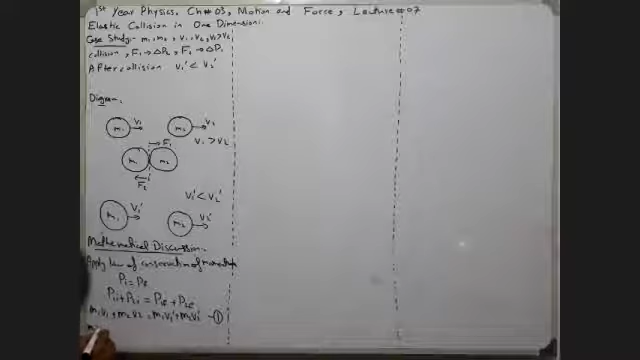 1st Year Physics, Ch# 03, Motion and Force, Lecture # 07
Elastic Collision in One Dimension:
Case Study:- m₁, m₂, v₁, v₂, v₁>v₂
collision, F₁→ΔP₂, F₂→ΔP₁
After collision v₁' < v₂'
Diagram.
v₁ v₂
m₁ m₂
v₁ > v₂
F₁
m₁ m₂
F₂
v₁' < v₂'
v₁' v₂'
m₁ m₂
Mathematical Discussion.
Apply law of conservation of momentum
Pᵢ = Pf
P₁ᵢ + P₂ᵢ = P₁f + P₂f
m₁v₁ + m₂v₂ = m₁v₁' + m₂v₂' —①
m₁